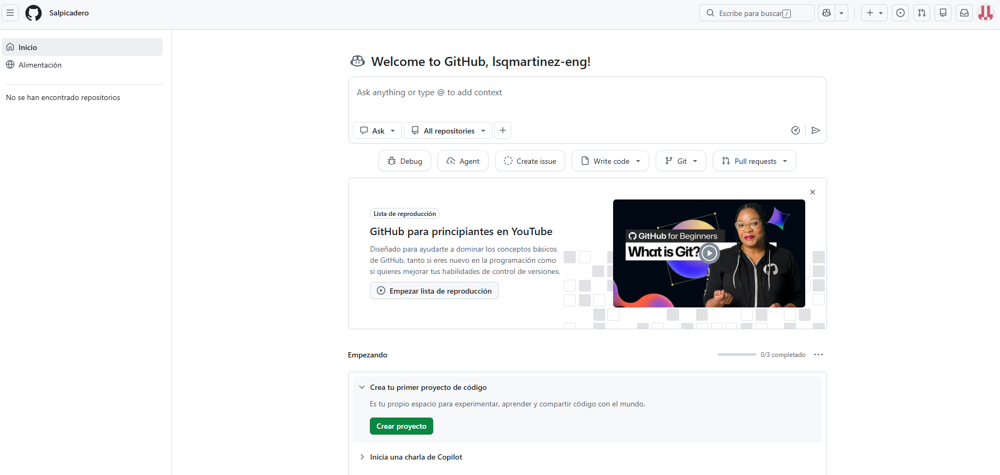 Salpicadero
Escribe para buscar /
Inicio
Alimentación
No se han encontrado repositorios
Welcome to GitHub, lsqmartinez-eng!
Ask anything or type @ to add context
Ask
All repositories
Debug
Agent
Create issue
Write code
Git
Pull requests
Lista de reproducción
GitHub para principiantes en YouTube
Diseñado para ayudarte a dominar los conceptos básicos
de GitHub, tanto si eres nuevo en la programación como
si quieres mejorar tus habilidades de control de versiones.
Empezar lista de reproducción
GitHub for Beginners
What is Git?
Empezando
0/3 completado
Crea tu primer proyecto de código
Es tu propio espacio para experimentar, aprender y compartir código con el mundo.
Crear proyecto
Inicia una charla de Copilot